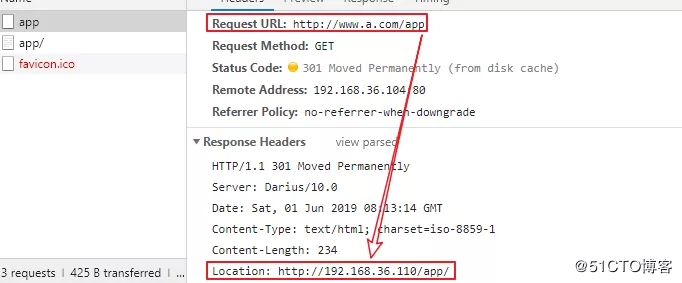 Headers Preview Response Timing
app
app/
favicon.ico
Request URL: http://www.a.com/app
Request Method: GET
Status Code: 301 Moved Permanently (from disk cache)
Remote Address: 192.168.36.104:80
Referrer Policy: no-referrer-when-downgrade
Response Headers view parsed
HTTP/1.1 301 Moved Permanently
Server: Darius/10.0
Date: Sat, 01 Jun 2019 08:13:14 GMT
Content-Type: text/html; charset=iso-8859-1
Content-Length: 234
Location: http://192.168.36.110/app/
3 requests 425 B transferred
@51CTO博客